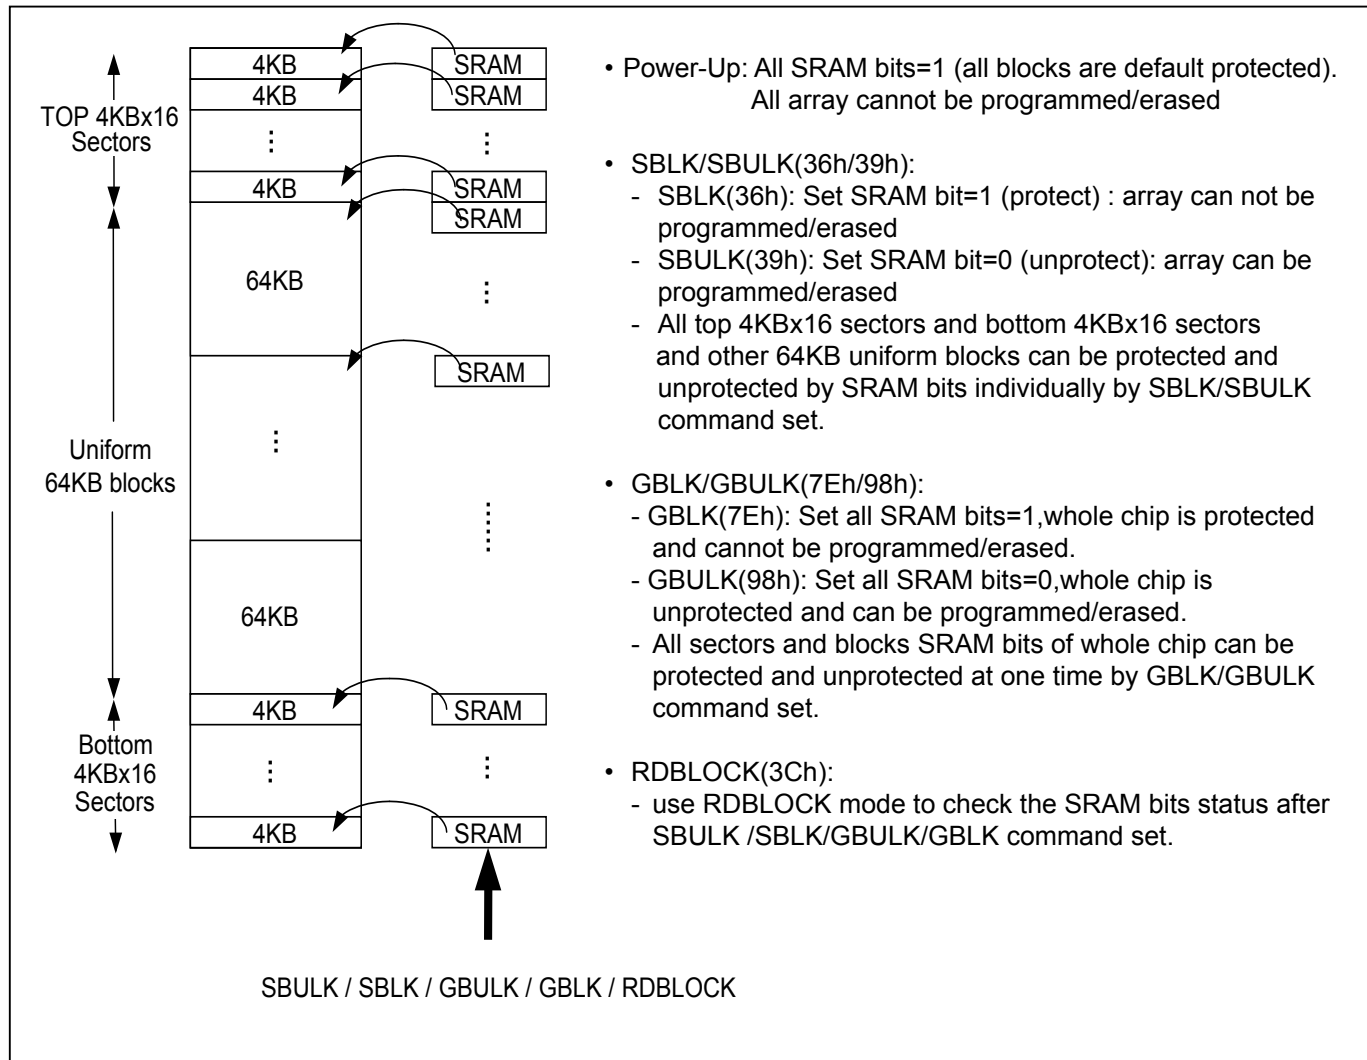 4KB
SRAM
4KB
SRAM
TOP 4KBx16
Sectors
4KB
SRAM
SRAM
64KB
SRAM
Uniform
64KB blocks
64KB
4KB
SRAM
Bottom
4KBx16
Sectors
4KB
SRAM
SBULK / SBLK / GBULK / GBLK / RDBLOCK
• Power-Up: All SRAM bits=1 (all blocks are default protected).
All array cannot be programmed/erased
• SBLK/SBULK(36h/39h):
- SBLK(36h): Set SRAM bit=1 (protect) : array can not be
programmed/erased
- SBULK(39h): Set SRAM bit=0 (unprotect): array can be
programmed/erased
- All top 4KBx16 sectors and bottom 4KBx16 sectors
and other 64KB uniform blocks can be protected and
unprotected by SRAM bits individually by SBLK/SBULK
command set.
• GBLK/GBULK(7Eh/98h):
- GBLK(7Eh): Set all SRAM bits=1,whole chip is protected
and cannot be programmed/erased.
- GBULK(98h): Set all SRAM bits=0,whole chip is
unprotected and can be programmed/erased.
- All sectors and blocks SRAM bits of whole chip can be
protected and unprotected at one time by GBLK/GBULK
command set.
• RDBLOCK(3Ch):
- use RDBLOCK mode to check the SRAM bits status after
SBULK /SBLK/GBULK/GBLK command set.